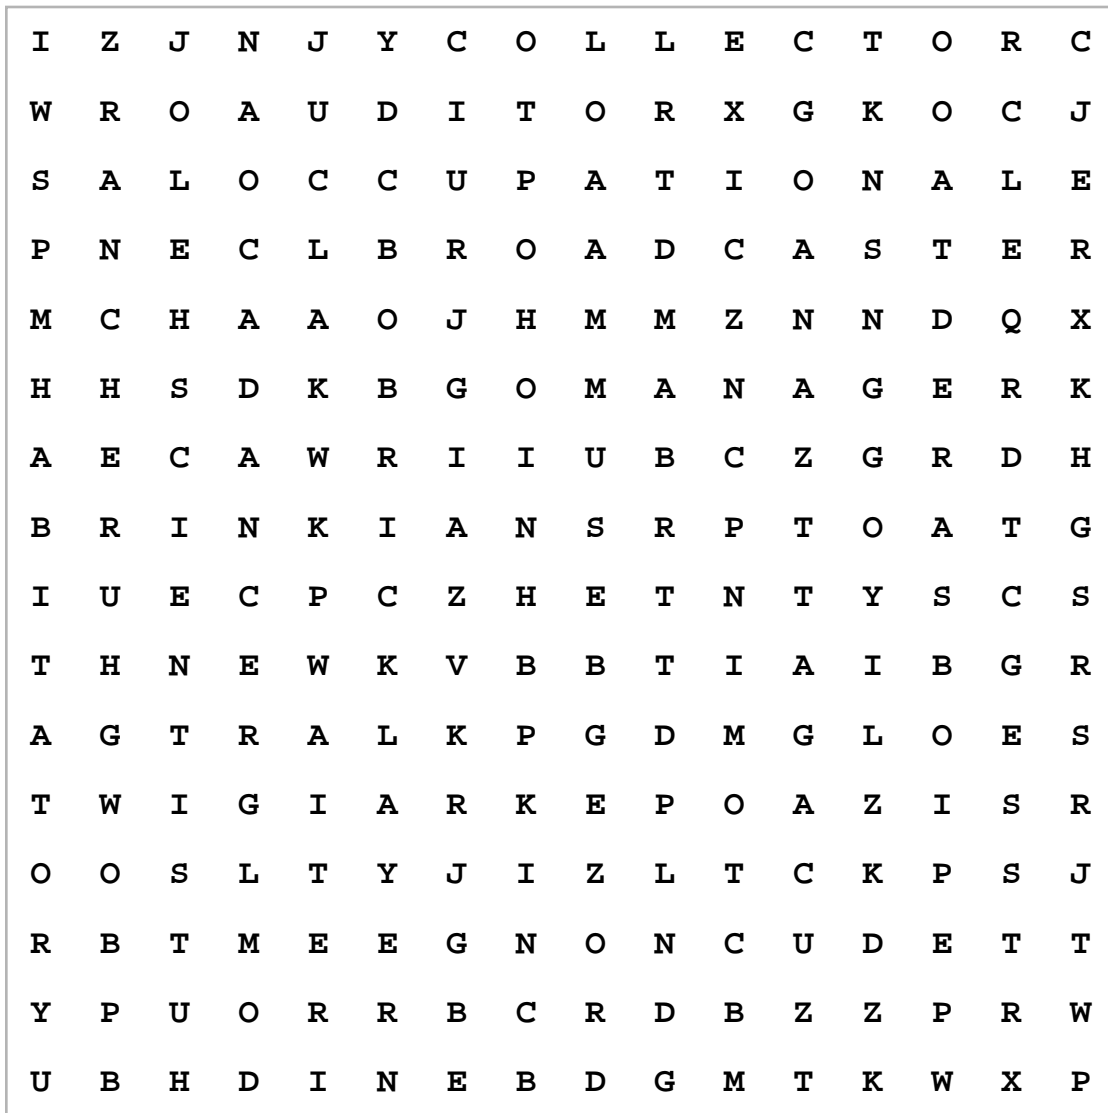 I Z J N J Y C O L L E C T O R C
W R O A U D I T O R X G K O C J
S A L O C C U P A T I O N A L E
P N E C L B R O A D C A S T E R
M C H A A O J H M M Z N N D Q X
H H S D K B G O M A N A G E R K
A E C A W R I I U B C Z G R D H
B R I N K I A N S R P T O A T G
I U E C P C Z H E T N T Y S C S
T H N E W K V B B T I A I B G R
A G T R A L K P G D M G L O E S
T W I G I A R K E P O A Z I S R
O O S L T Y J I Z L T C K P S J
R B T M E E G N O N C U D E T T
Y P U O R R B C R D B Z Z P R W
U B H D I N E B D G M T K W X P